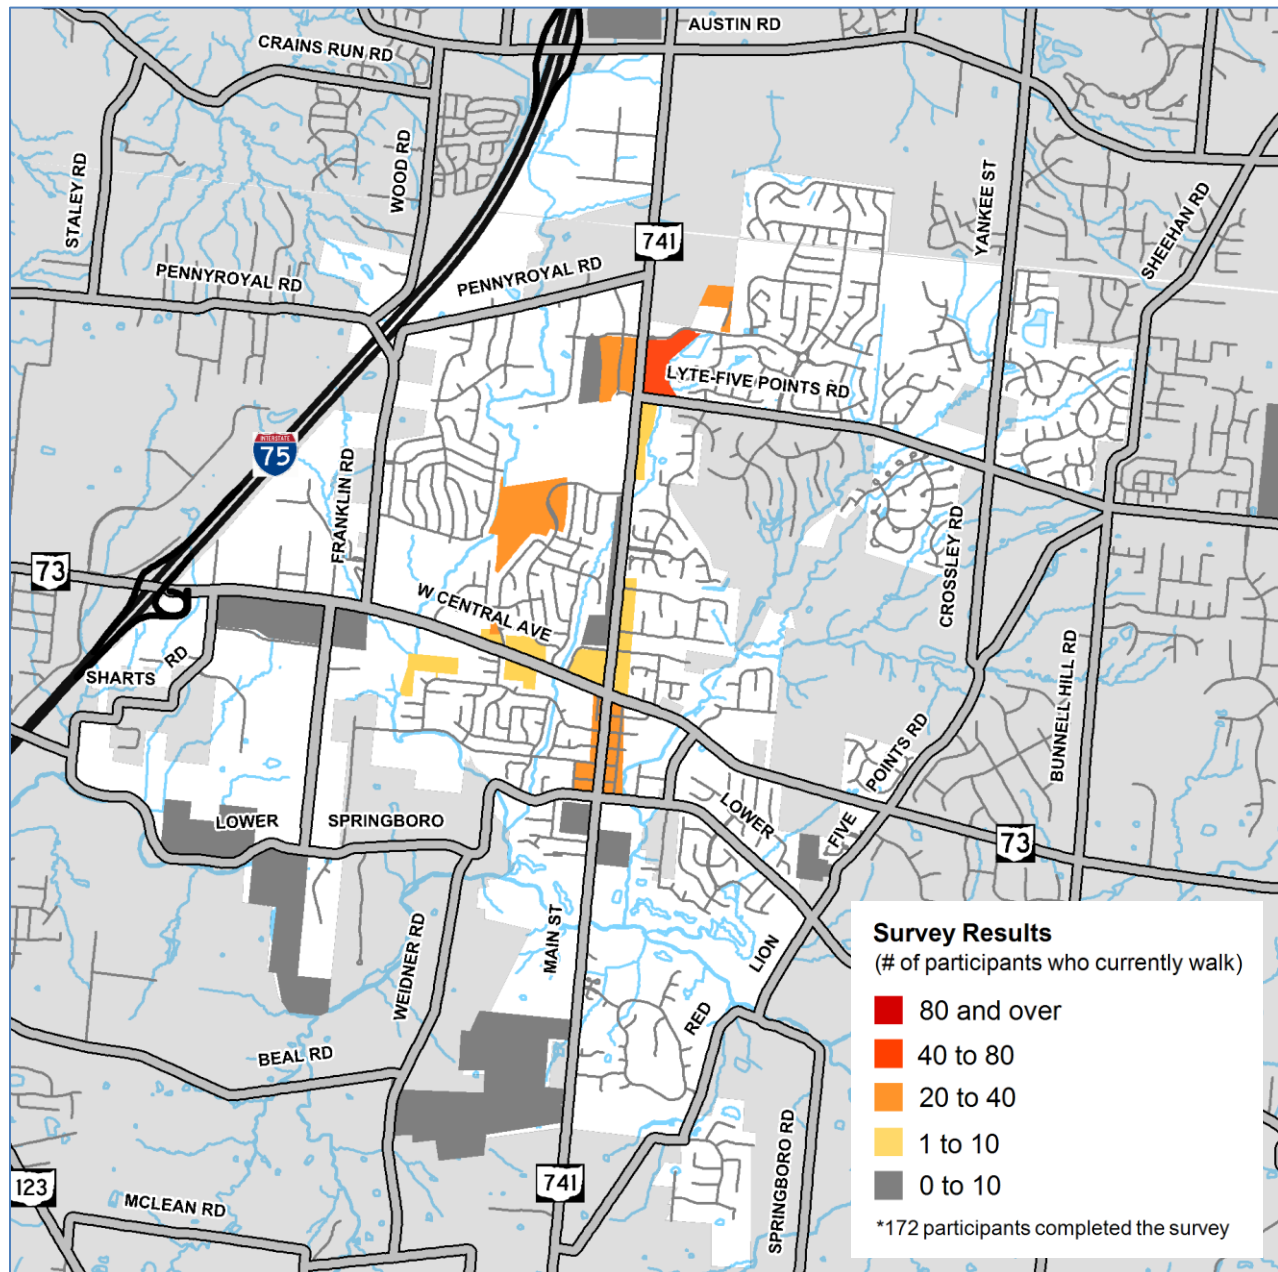 AUSTIN RD
CRAINS RUN RD
WOOD RD
STALEY RD
YANKEE ST
SHEEHAN RD
741
PENNYROYAL RD
PENNYROYAL RD
LYTE-FIVE POINTS RD
INTERSTATE
75
FRANKLIN RD
CROSSLEY RD
73
W CENTRAL AVE
SHARTS RD
BUNNELL HILL RD
FIVE POINTS RD
LOWER SPRINGBORO
LOWER
73
MAIN ST
WEIDNER RD
RED LION
BEAL RD
SPRINGBORO RD
741
123
MCLEAN RD
Survey Results
(# of participants who currently walk)
80 and over
40 to 80
20 to 40
1 to 10
0 to 10
*172 participants completed the survey